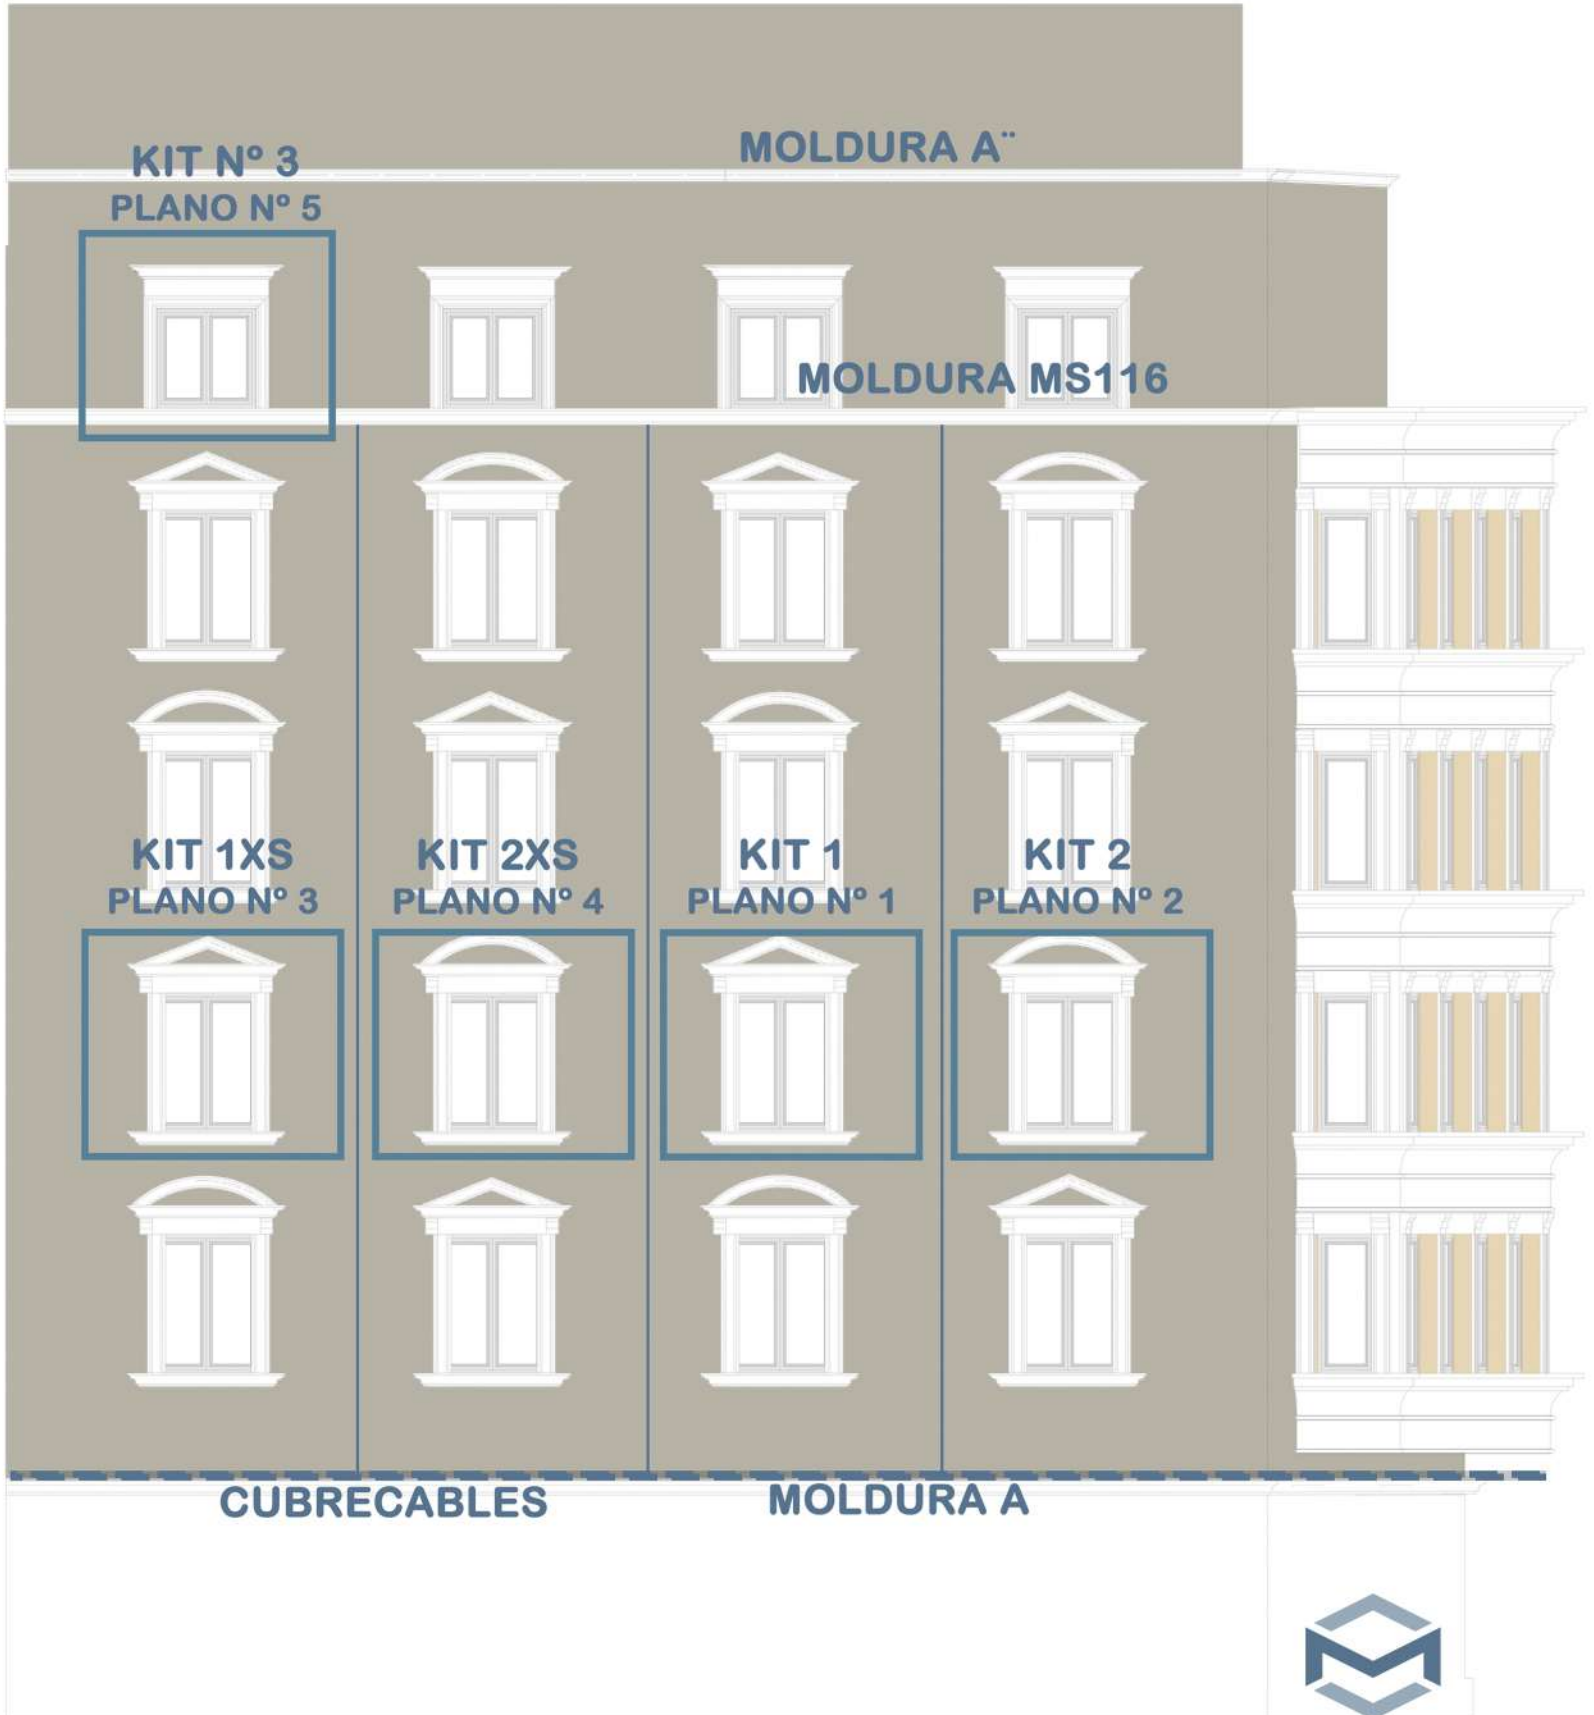 MOLDURA A¨
KIT Nº 3
PLANO Nº 5
MOLDURA MS116
KIT 1XS
PLANO Nº 3
KIT 2XS
PLANO Nº 4
KIT 1
PLANO Nº 1
KIT 2
PLANO Nº 2
CUBRECABLES
MOLDURA A